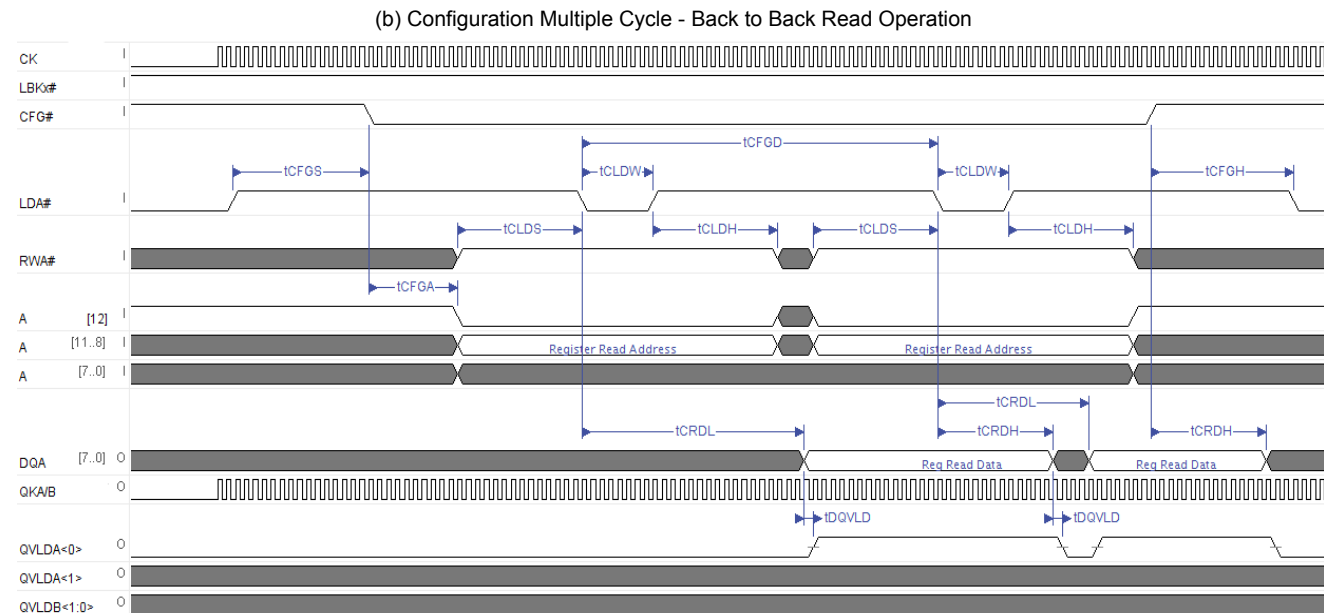 (b) Configuration Multiple Cycle - Back to Back Read Operation
CK I
LBKx# I
CFG# I
tCFGD
tCFGS tCLDW tCLDW tCFGH
LDA# I
tCLDS tCLDH tCLDS tCLDH
RWA# I
tCFGA
A [12] I
A [11..8] I Register Read Address Register Read Address
A [7..0] I
tCRDL
tCRDL tCRDH tCRDH
DQA [7..0] O Reg Read Data Reg Read Data
QKA/B O
tDQVLD tDQVLD
QVLDA<0> O
QVLDA<1> O
QVLDB<1:0> O